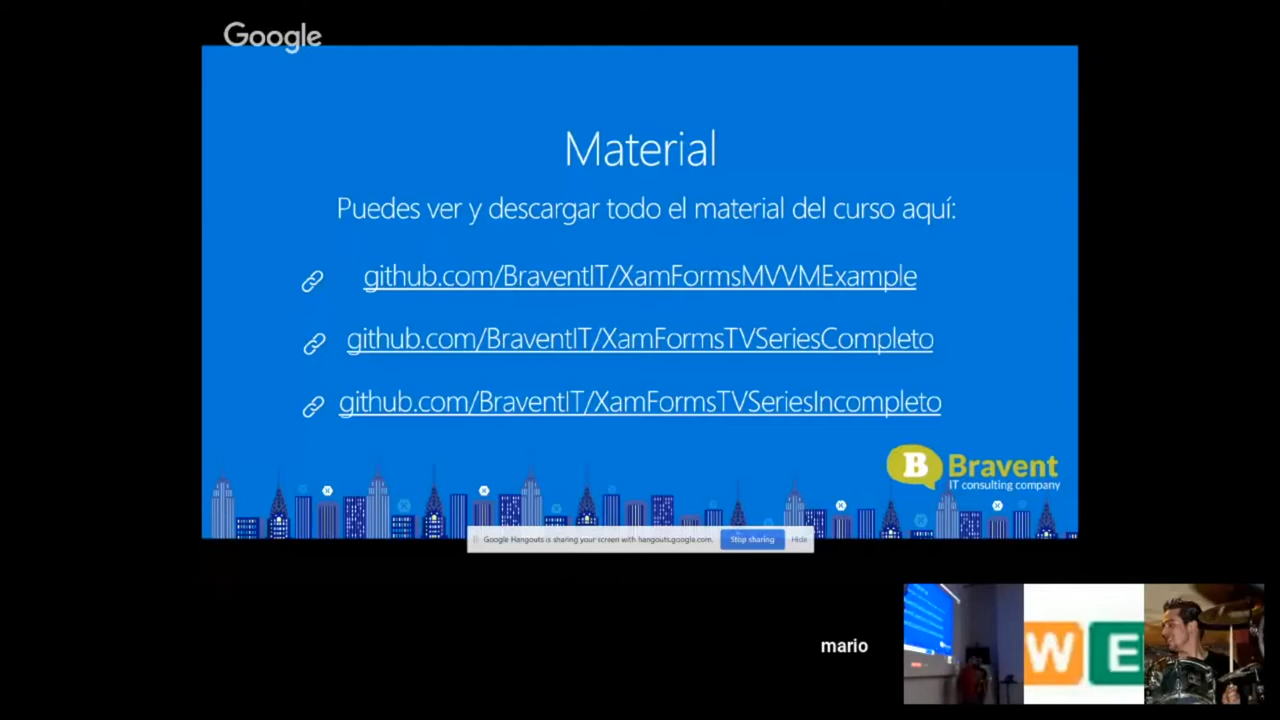 Google
Material
Puedes ver y descargar todo el material del curso aquí:
github.com/BraventIT/XamFormsMVVMExample
github.com/BraventIT/XamFormsTVSeriesCompleto
github.com/BraventIT/XamFormsTVSeriesIncompleto
B Bravent
IT consulting company
Google Hangouts is sharing your screen with hangouts.google.com. Stop sharing Hide
mario
WE